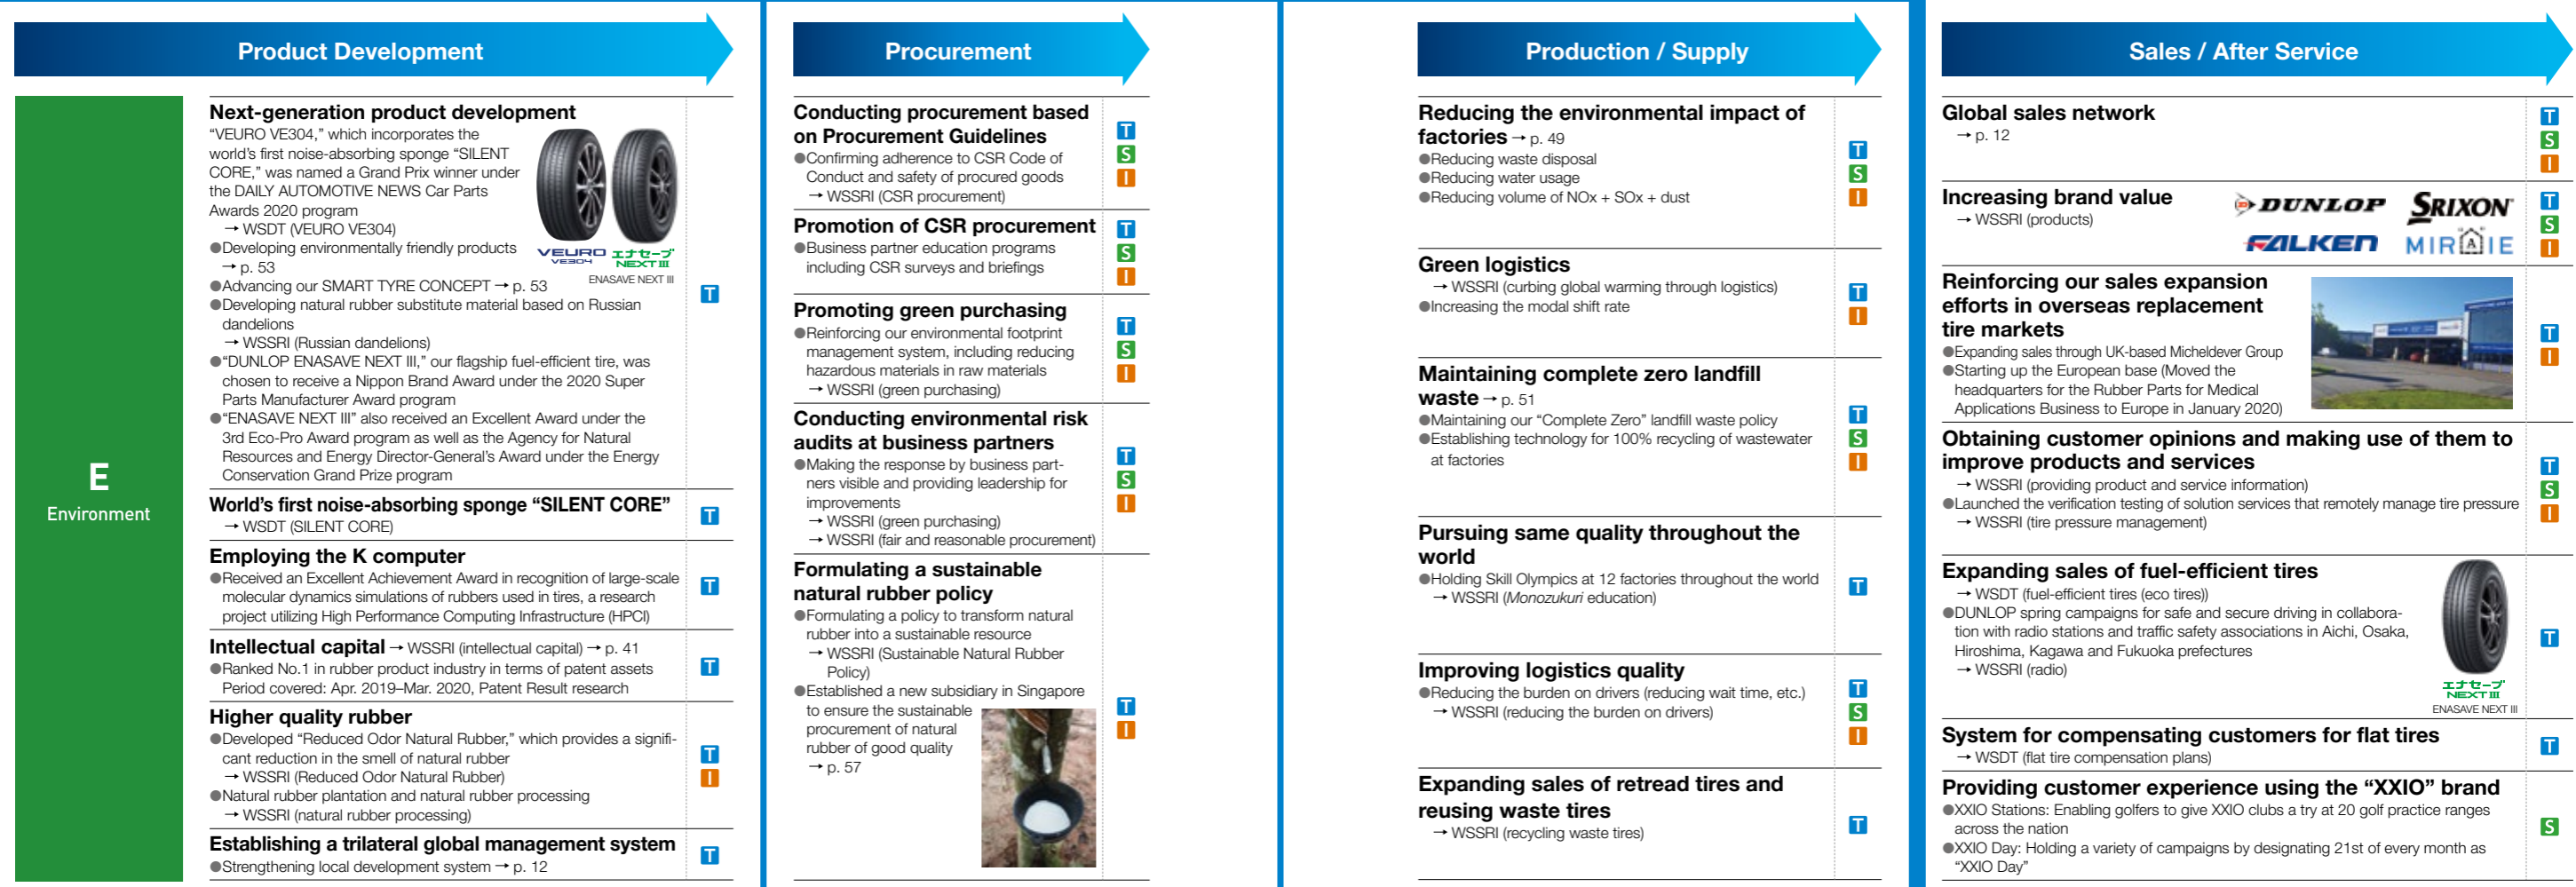 Product Development
E
Environment
Next-generation product development
“VEURO VE304,” which incorporates the
world’s first noise-absorbing sponge “SILENT
CORE,” was named a Grand Prix winner under
the DAILY AUTOMOTIVE NEWS Car Parts
Awards 2020 program
→ WSDT (VEURO VE304)
●Developing environmentally friendly products
→ p. 53
●Advancing our SMART TYRE CONCEPT → p. 53
●Developing natural rubber substitute material based on Russian
dandelions
→ WSSRI (Russian dandelions)
●“DUNLOP ENASAVE NEXT III,” our flagship fuel-efficient tire, was
chosen to receive a Nippon Brand Award under the 2020 Super
Parts Manufacturer Award program
●“ENASAVE NEXT III” also received an Excellent Award under the
3rd Eco-Pro Award program as well as the Agency for Natural
Resources and Energy Director-General’s Award under the Energy
Conservation Grand Prize program
VEURO
VE304
エナセーブ
NEXT III
ENASAVE NEXT III
T
World’s first noise-absorbing sponge “SILENT CORE”
→ WSDT (SILENT CORE)
T
Employing the K computer
●Received an Excellent Achievement Award in recognition of large-scale
molecular dynamics simulations of rubbers used in tires, a research
project utilizing High Performance Computing Infrastructure (HPCI)
T
Intellectual capital → WSSRI (intellectual capital) → p. 41
●Ranked No.1 in rubber product industry in terms of patent assets
Period covered: Apr. 2019–Mar. 2020, Patent Result research
T
Higher quality rubber
●Developed “Reduced Odor Natural Rubber,” which provides a signifi-
cant reduction in the smell of natural rubber
→ WSSRI (Reduced Odor Natural Rubber)
●Natural rubber plantation and natural rubber processing
→ WSSRI (natural rubber processing)
T
I
Establishing a trilateral global management system
●Strengthening local development system → p. 12
T
Procurement
Conducting procurement based
on Procurement Guidelines
●Confirming adherence to CSR Code of
Conduct and safety of procured goods
→ WSSRI (CSR procurement)
T
S
I
Promotion of CSR procurement
●Business partner education programs
including CSR surveys and briefings
T
S
I
Promoting green purchasing
●Reinforcing our environmental footprint
management system, including reducing
hazardous materials in raw materials
→ WSSRI (green purchasing)
T
S
I
Conducting environmental risk
audits at business partners
●Making the response by business part-
ners visible and providing leadership for
improvements
→ WSSRI (green purchasing)
→ WSSRI (fair and reasonable procurement)
T
S
I
Formulating a sustainable
natural rubber policy
●Formulating a policy to transform natural
rubber into a sustainable resource
→ WSSRI (Sustainable Natural Rubber
Policy)
●Established a new subsidiary in Singapore
to ensure the sustainable
procurement of natural
rubber of good quality
→ p. 57
T
I
Production / Supply
Reducing the environmental impact of
factories → p. 49
●Reducing waste disposal
●Reducing water usage
●Reducing volume of NOx + SOx + dust
T
S
I
Green logistics
→ WSSRI (curbing global warming through logistics)
●Increasing the modal shift rate
T
I
Maintaining complete zero landfill
waste → p. 51
●Maintaining our “Complete Zero” landfill waste policy
●Establishing technology for 100% recycling of wastewater
at factories
T
S
I
Pursuing same quality throughout the
world
●Holding Skill Olympics at 12 factories throughout the world
→ WSSRI (Monozukuri education)
T
Improving logistics quality
●Reducing the burden on drivers (reducing wait time, etc.)
→ WSSRI (reducing the burden on drivers)
T
S
I
Expanding sales of retread tires and
reusing waste tires
→ WSSRI (recycling waste tires)
T
Sales / After Service
Global sales network
→ p. 12
T
S
I
Increasing brand value
→ WSSRI (products)
DUNLOP
SRIXON
FALKEN
MIRAIE
T
S
I
Reinforcing our sales expansion
efforts in overseas replacement
tire markets
●Expanding sales through UK-based Micheldever Group
●Starting up the European base (Moved the
headquarters for the Rubber Parts for Medical
Applications Business to Europe in January 2020)
T
I
Obtaining customer opinions and making use of them to
improve products and services
→ WSSRI (providing product and service information)
●Launched the verification testing of solution services that remotely manage tire pressure
→ WSSRI (tire pressure management)
T
S
I
Expanding sales of fuel-efficient tires
→ WSDT (fuel-efficient tires (eco tires))
●DUNLOP spring campaigns for safe and secure driving in collabora-
tion with radio stations and traffic safety associations in Aichi, Osaka,
Hiroshima, Kagawa and Fukuoka prefectures
→ WSSRI (radio)
エナセーブ
NEXT III
ENASAVE NEXT III
T
System for compensating customers for flat tires
→ WSDT (flat tire compensation plans)
T
Providing customer experience using the “XXIO” brand
●XXIO Stations: Enabling golfers to give XXIO clubs a try at 20 golf practice ranges
across the nation
●XXIO Day: Holding a variety of campaigns by designating 21st of every month as
“XXIO Day”
S